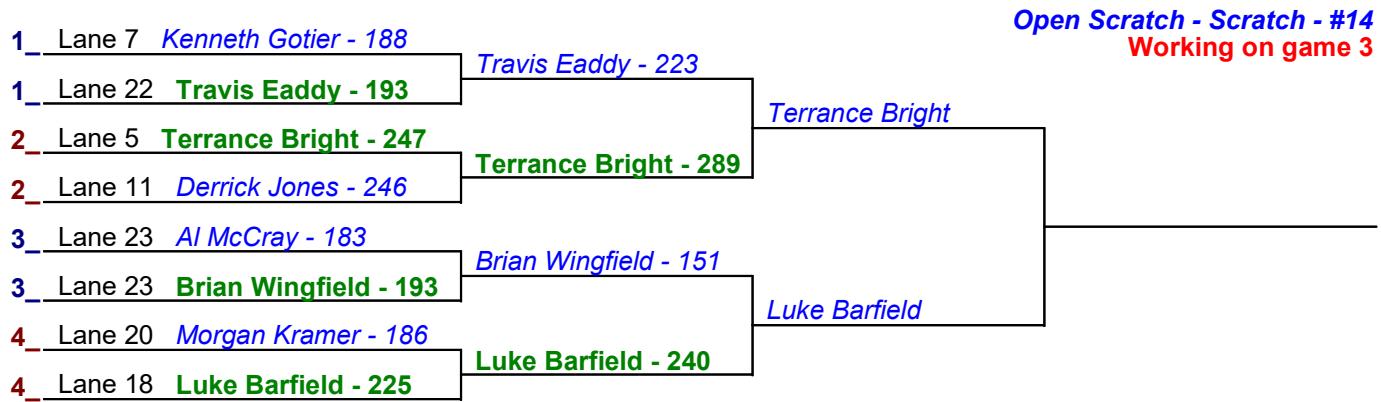 Open Scratch - Scratch - #14
Working on game 3
1_ Lane 7 Kenneth Gotier - 188
1_ Lane 22 Travis Eaddy - 193
2_ Lane 5 Terrance Bright - 247
2_ Lane 11 Derrick Jones - 246
3_ Lane 23 Al McCray - 183
3_ Lane 23 Brian Wingfield - 193
4_ Lane 20 Morgan Kramer - 186
4_ Lane 18 Luke Barfield - 225
Travis Eaddy - 223
Terrance Bright - 289
Brian Wingfield - 151
Luke Barfield - 240
Terrance Bright
Luke Barfield